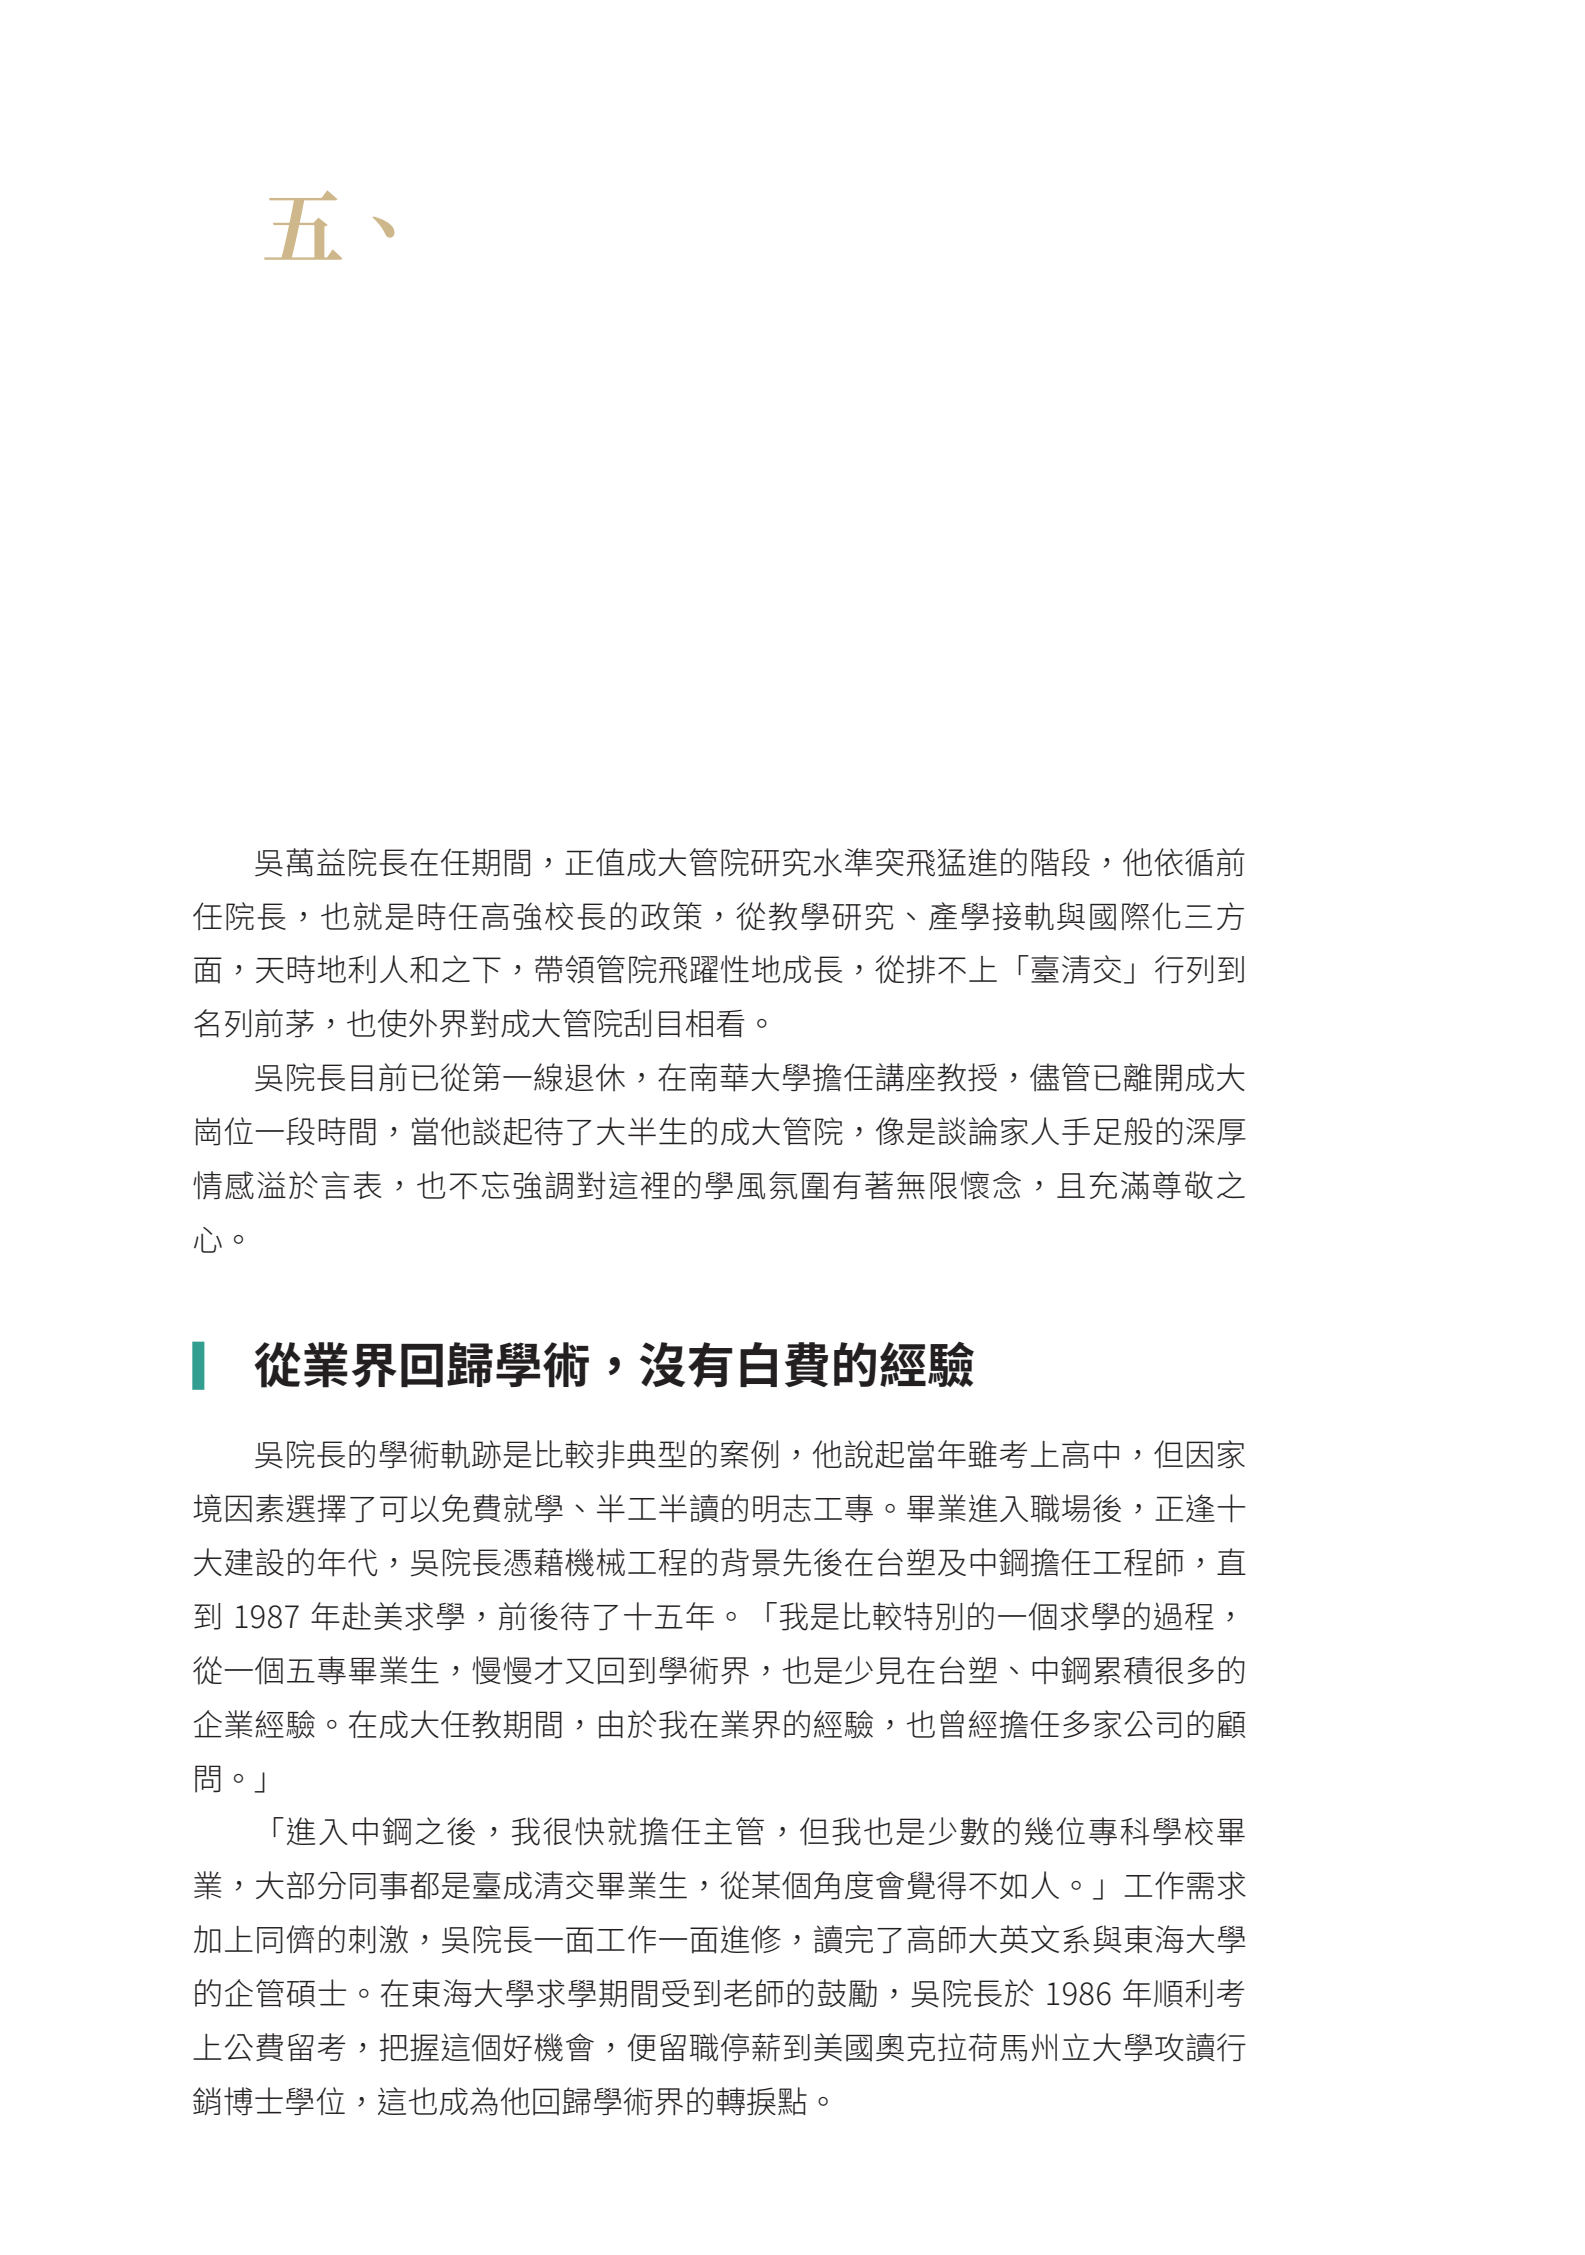 五、
吳萬益院長在任期間，正值成大管院研究水準突飛猛進的階段，他依循前
任院長，也就是時任高強校長的政策，從教學研究、產學接軌與國際化三方
面，天時地利人和之下，帶領管院飛躍性地成長，從排不上「臺清交」行列到
名列前茅，也使外界對成大管院刮目相看。
吳院長目前已從第一線退休，在南華大學擔任講座教授，儘管已離開成大
崗位一段時間，當他談起待了大半生的成大管院，像是談論家人手足般的深厚
情感溢於言表，也不忘強調對這裡的學風氛圍有著無限懷念，且充滿尊敬之
心。
從業界回歸學術，沒有白費的經驗
吳院長的學術軌跡是比較非典型的案例，他說起當年雖考上高中，但因家
境因素選擇了可以免費就學、半工半讀的明志工專。畢業進入職場後，正逢十
大建設的年代，吳院長憑藉機械工程的背景先後在台塑及中鋼擔任工程師，直
到 1987 年赴美求學，前後待了十五年。「我是比較特別的一個求學的過程，
從一個五專畢業生，慢慢才又回到學術界，也是少見在台塑、中鋼累積很多的
企業經驗。在成大任教期間，由於我在業界的經驗，也曾經擔任多家公司的顧
問。」
「進入中鋼之後，我很快就擔任主管，但我也是少數的幾位專科學校畢
業，大部分同事都是臺成清交畢業生，從某個角度會覺得不如人。」工作需求
加上同儕的刺激，吳院長一面工作一面進修，讀完了高師大英文系與東海大學
的企管碩士。在東海大學求學期間受到老師的鼓勵，吳院長於 1986 年順利考
上公費留考，把握這個好機會，便留職停薪到美國奧克拉荷馬州立大學攻讀行
銷博士學位，這也成為他回歸學術界的轉捩點。